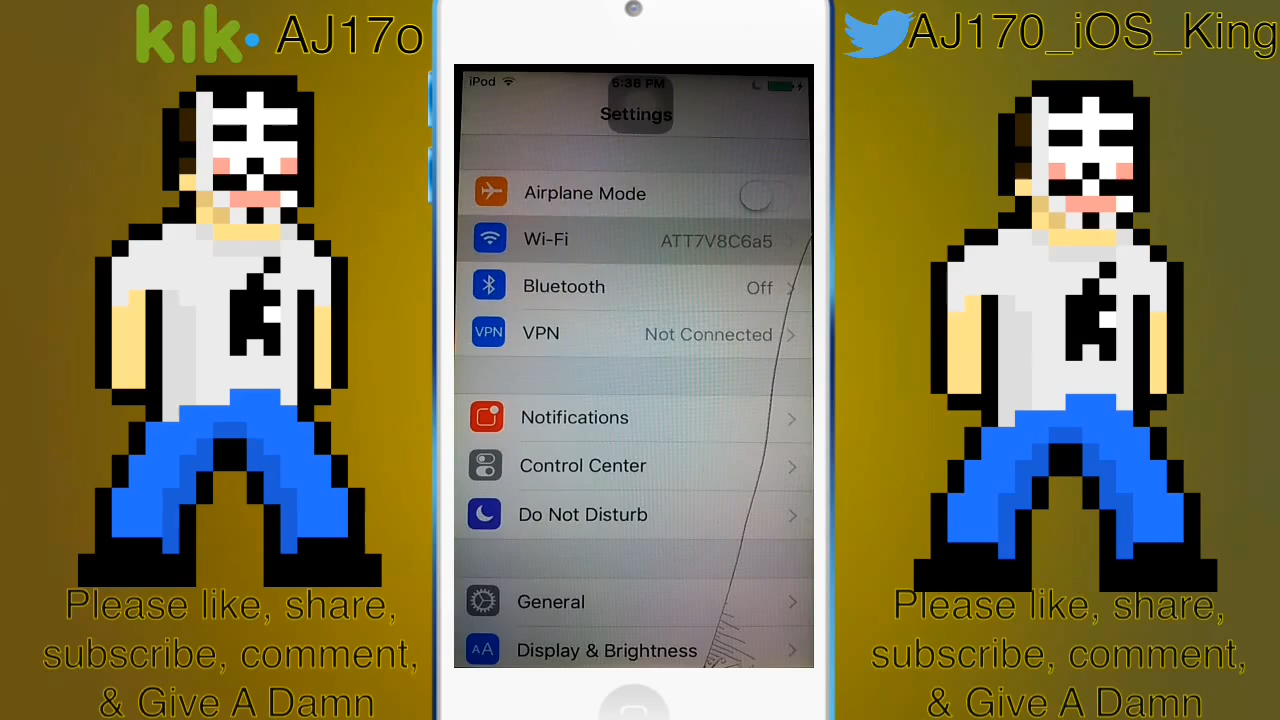 kik• AJ17o
AJ170_iOS_King
iPod
5:38 PM
Settings
Airplane Mode
Wi-Fi ATT7V8C6a5
Bluetooth Off
VPN VPN Not Connected
Notifications
Control Center
Do Not Disturb
General
AA Display & Brightness
Please like, share,
subscribe, comment,
& Give A Damn
Please like, share,
subscribe, comment,
& Give A Damn